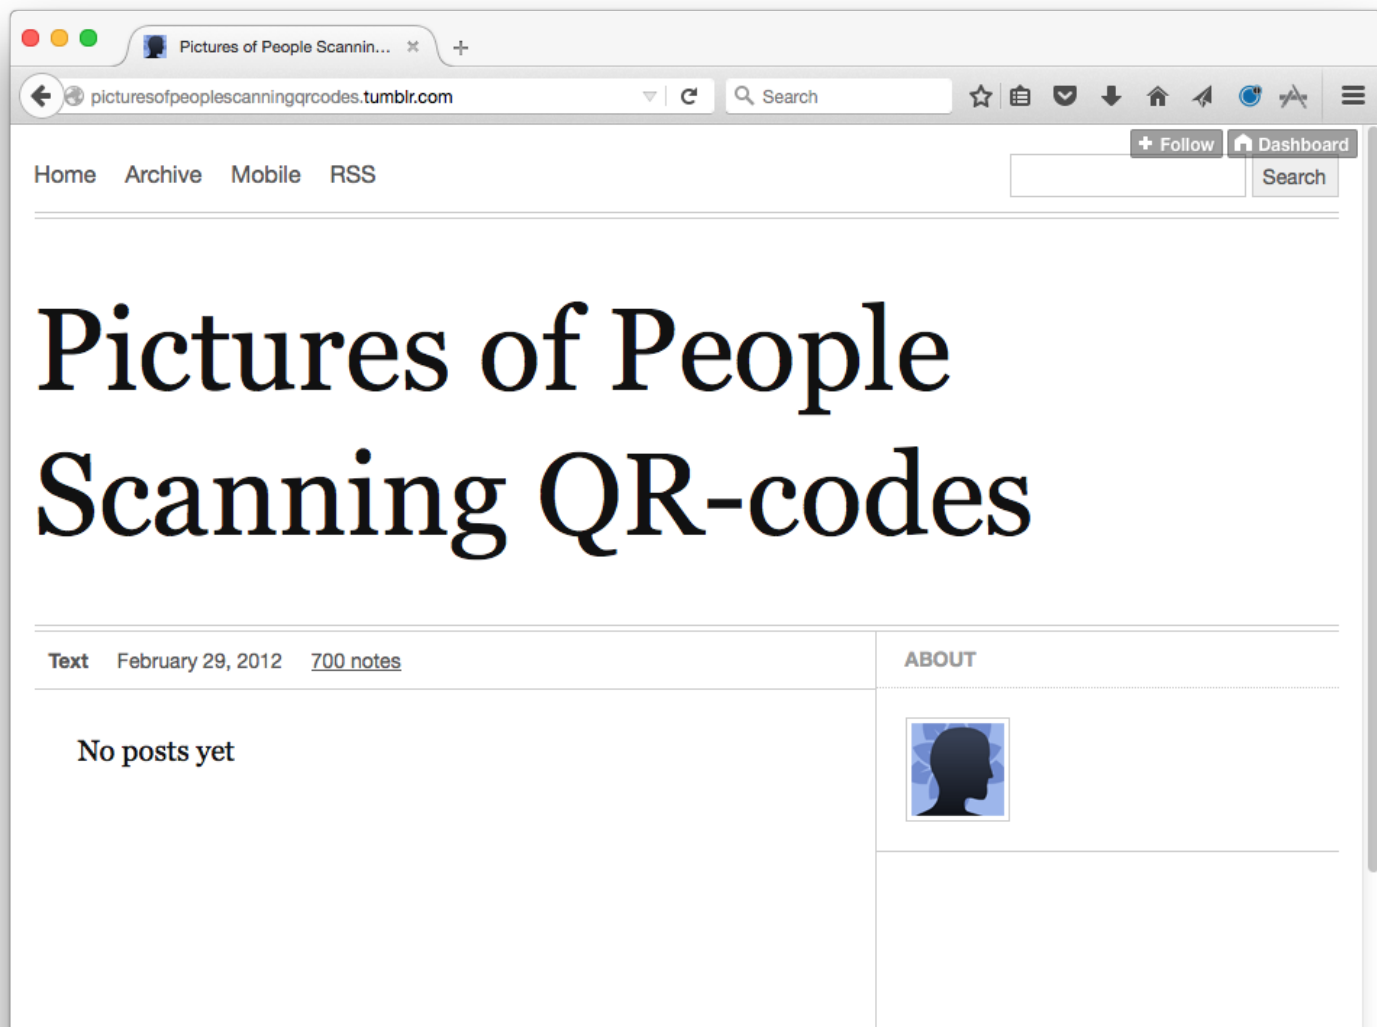 Pictures of People Scannin...
picturesofpeoplescanningqrcodes.tumblr.com
Search
+ Follow
Dashboard
Home Archive Mobile RSS
Search
Pictures of People
Scanning QR-codes
Text February 29, 2012 700 notes
ABOUT
No posts yet